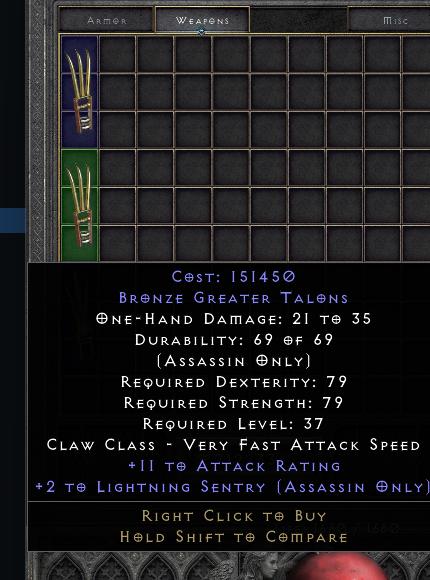 Armor
Weapons
Misc
Cost: 151450
Bronze Greater Talons
One-Hand Damage: 21 to 35
Durability: 69 of 69
(Assassin Only)
Required Dexterity: 79
Required Strength: 79
Required Level: 37
Claw Class - Very Fast Attack Speed
+11 to Attack Rating
+2 to Lightning Sentry (Assassin Only)
Right Click to Buy
Hold Shift to Compare